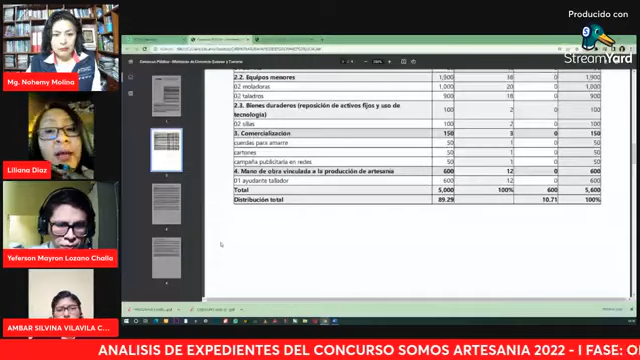 Producido con
StreamYard
Mg. Nohemy Molina
Liliana Diaz
Yeferson Mayron Lozano Challa
AMBAR SILVINA VILAVILA C...
2.2. Equipos menores 1,900 38 0 1,900
02 moladoras 1,000 20 0 1,000
02 taladros 900 18 0 900
2.3. Bienes duraderos (reposición de activos fijos y uso de tecnología) 100 2 0 100
02 sillas 100 2 0 100
3. Comercialización 150 3 0 150
cuerdas para amarre 50 1 0 50
cartones 50 1 0 50
campaña publicitaria en redes 50 1 0 50
4. Mano de obra vinculada a la producción de artesanía 600 12 0 600
01 ayudante tallador 600 12 0 600
Total 5,000 100% 600 5,600
Distribución total 89.29 10.71 100%
ANALISIS DE EXPEDIENTES DEL CONCURSO SOMOS ARTESANIA 2022 - I FASE: O